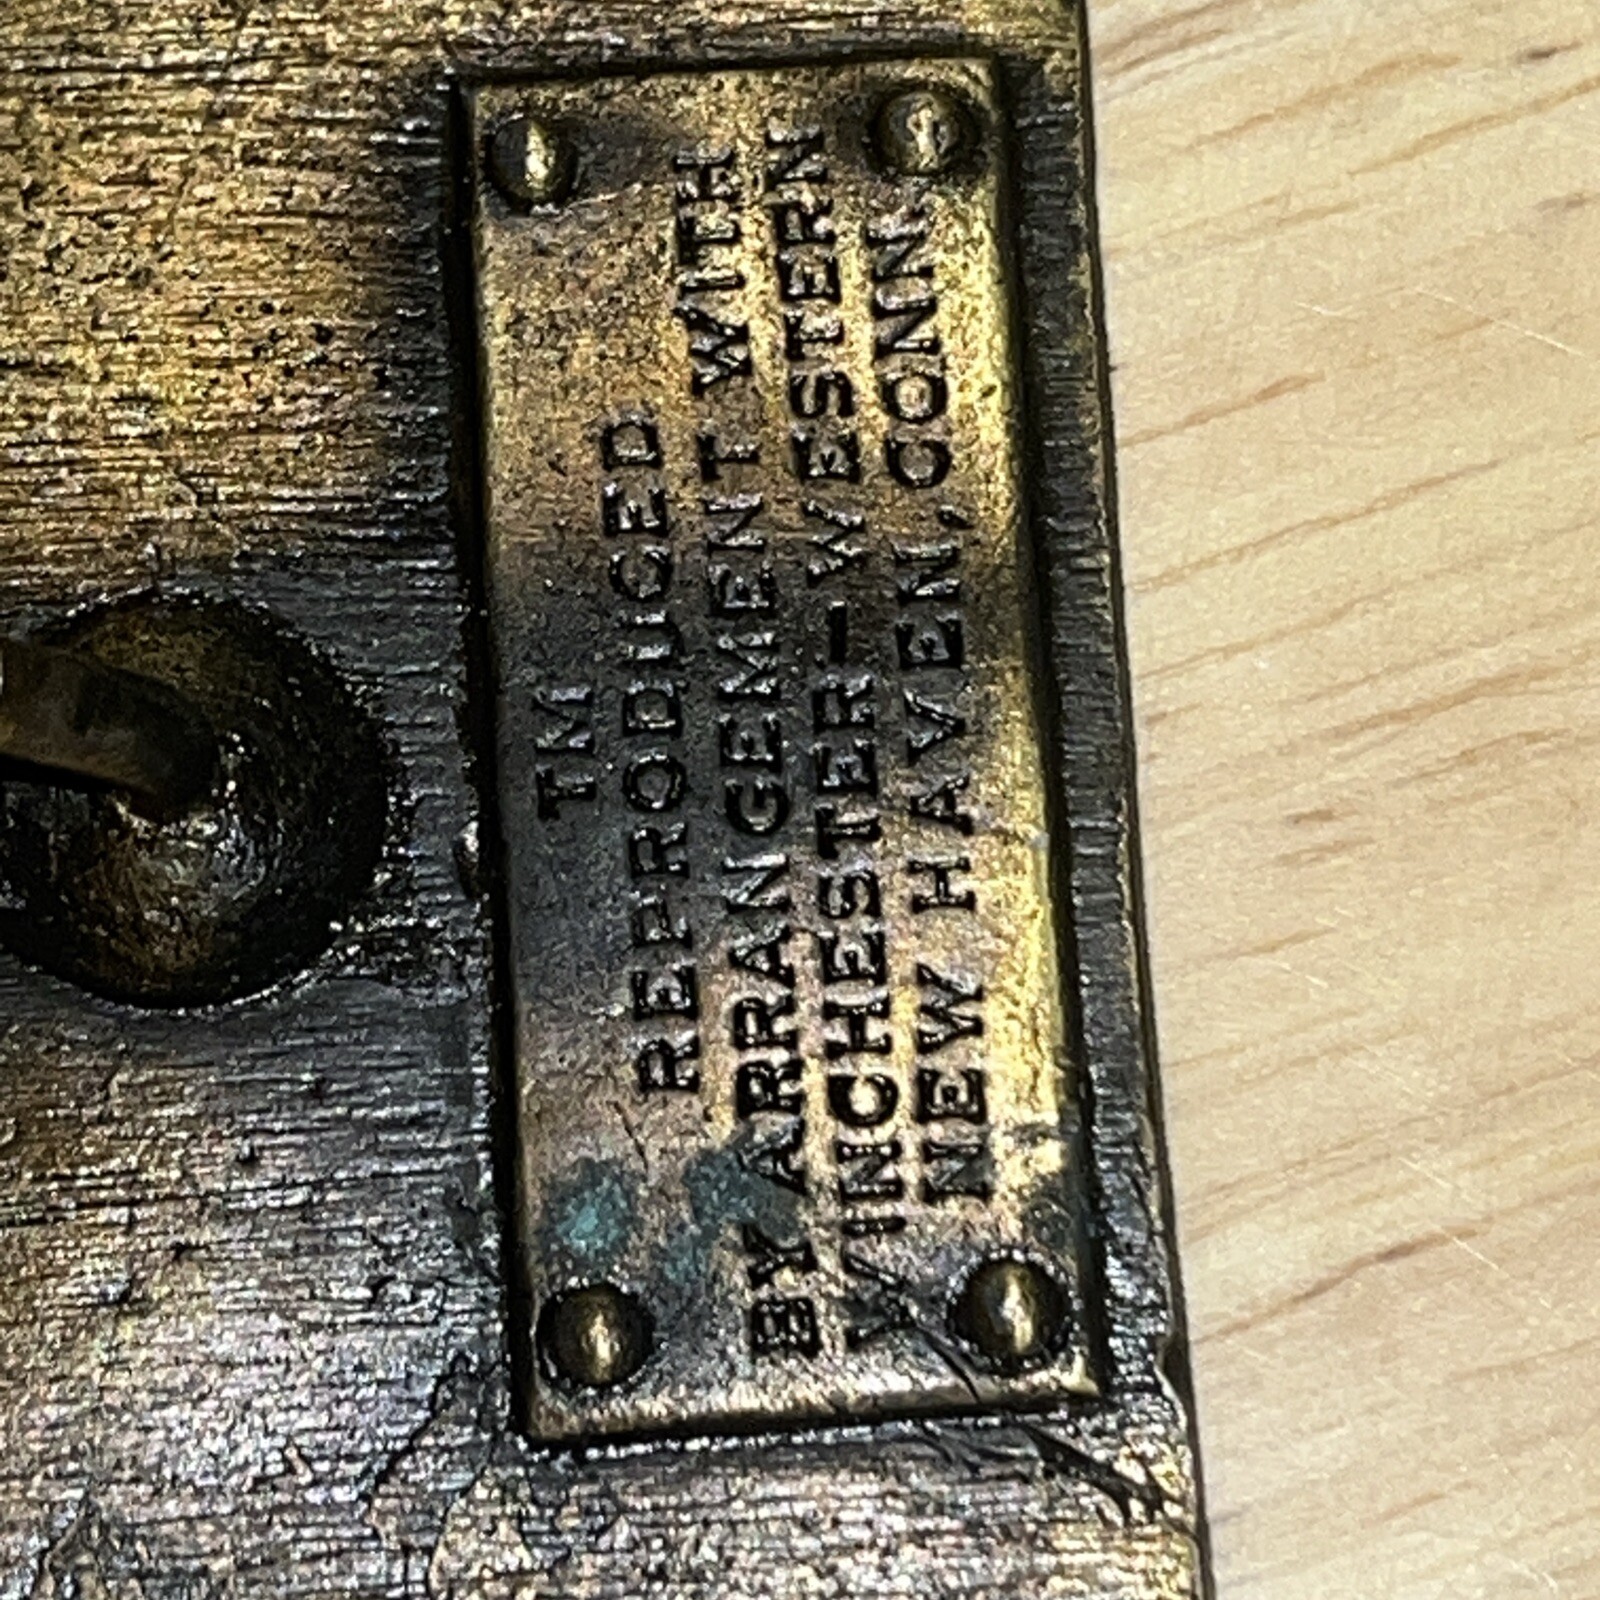 TM
REPRODUCED
BY ARRANGEMENT WITH
WINCHESTER-WESTERN
NEW HAVEN, CONN.